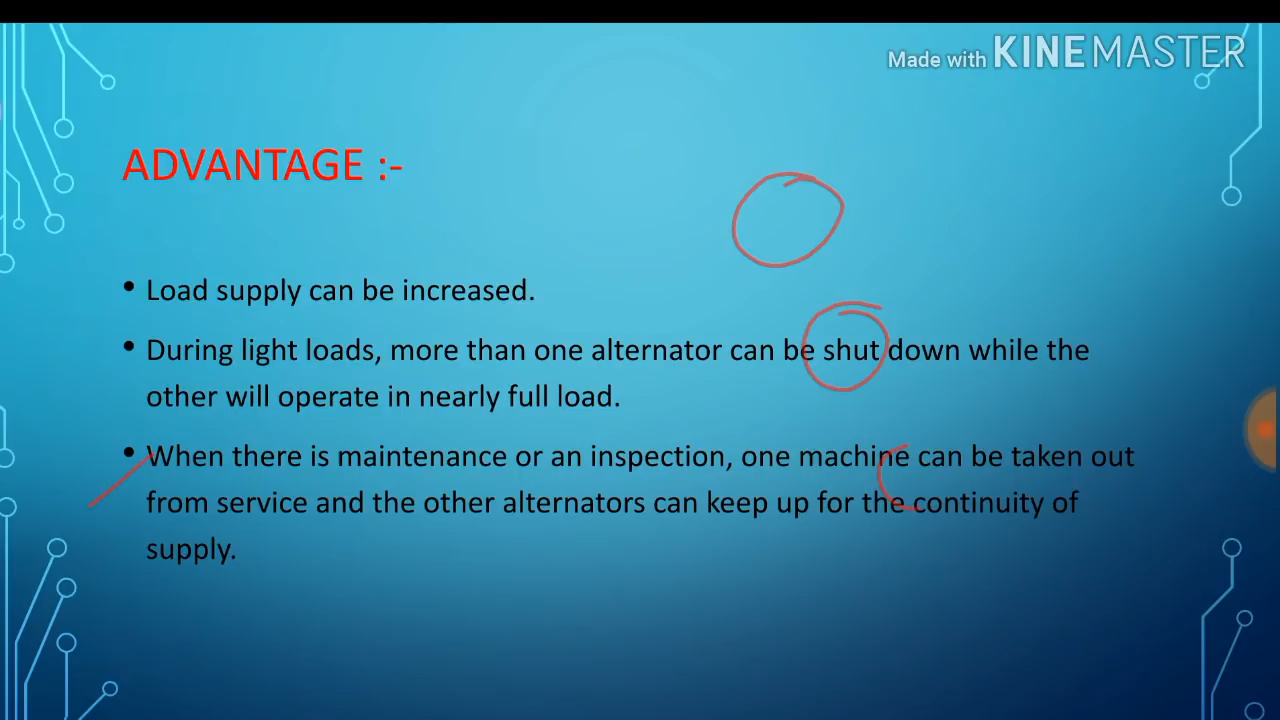 Made with KINEMASTER
ADVANTAGE :-
• Load supply can be increased.
• During light loads, more than one alternator can be shut down while the
other will operate in nearly full load.
• When there is maintenance or an inspection, one machine can be taken out
from service and the other alternators can keep up for the continuity of
supply.